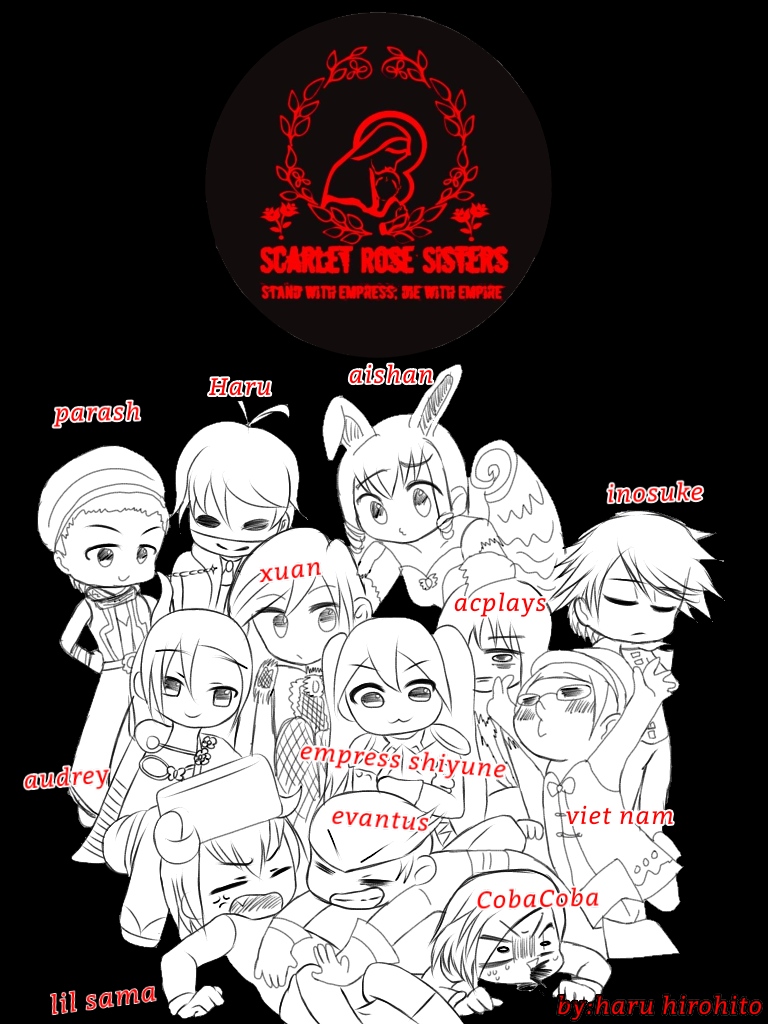 SCARLET ROSE SISTERS
STAND WITH EMPRESS; DIE WITH EMPIRE
aishan
Haru
parash
inosuke
xuan
acplays
empress shiyune
audrey
evantus
viet nam
CobaCoba
lil sama
by:haru hirohito